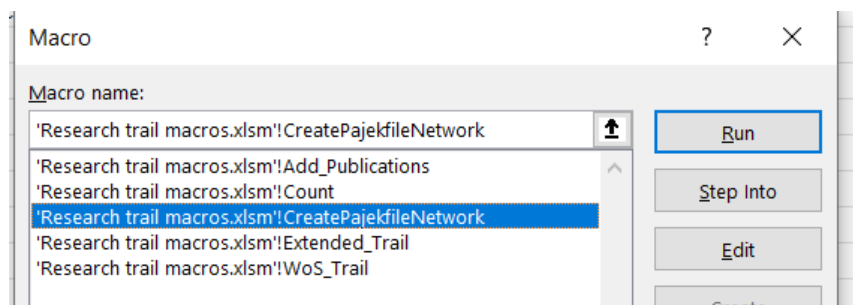 Macro
?
Macro name:
'Research trail macros.xlsm'!CreatePajekfileNetwork
Run
'Research trail macros.xlsm'!Add_Publications
'Research trail macros.xlsm'!Count
Step Into
'Research trail macros.xlsm'!CreatePajekfileNetwork
'Research trail macros.xlsm'!Extended_Trail
Edit
'Research trail macros.xlsm'!WoS_Trail